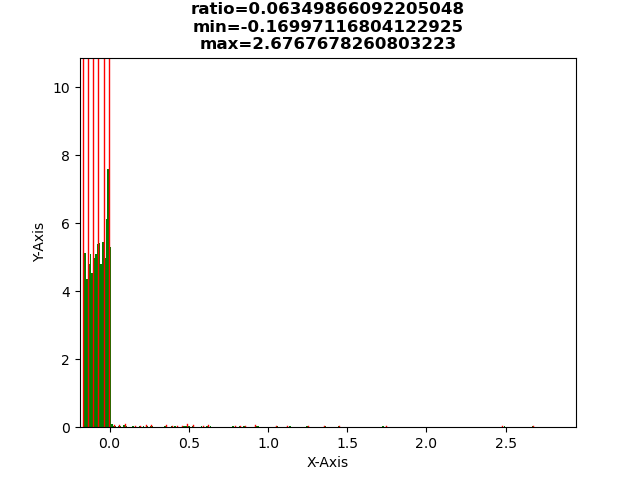 ratio=0.06349866092205048
min=-0.16997116804122925
max=2.6767678260803223
10
8
6
4
2
0
Y-Axis
0.0 0.5 1.0 1.5 2.0 2.5
X-Axis